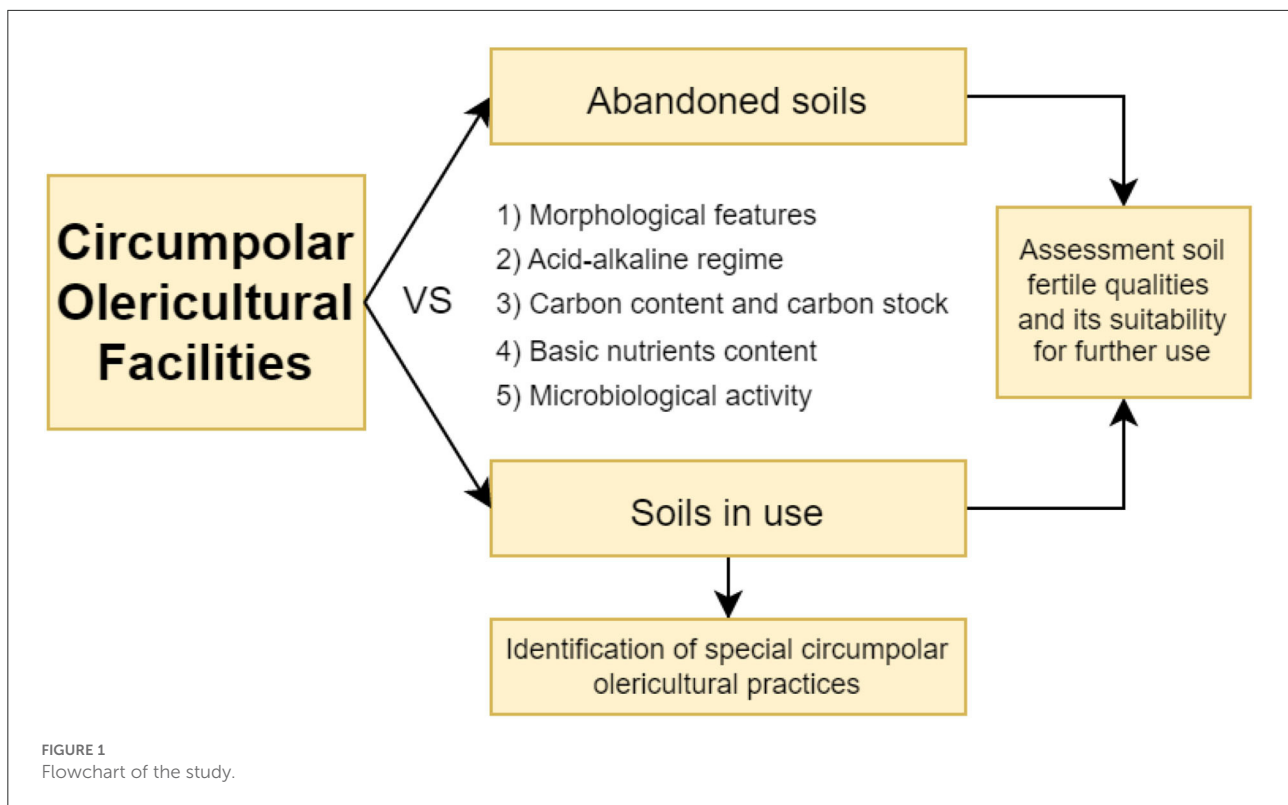 Circumpolar
Olericultural
Facilities
VS
Abandoned soils
1) Morphological features
2) Acid-alkaline regime
3) Carbon content and carbon stock
4) Basic nutrients content
5) Microbiological activity
Soils in use
Identification of special circumpolar
olericultural practices
Assessment soil
fertile qualities
and its suitability
for further use
FIGURE 1
Flowchart of the study.